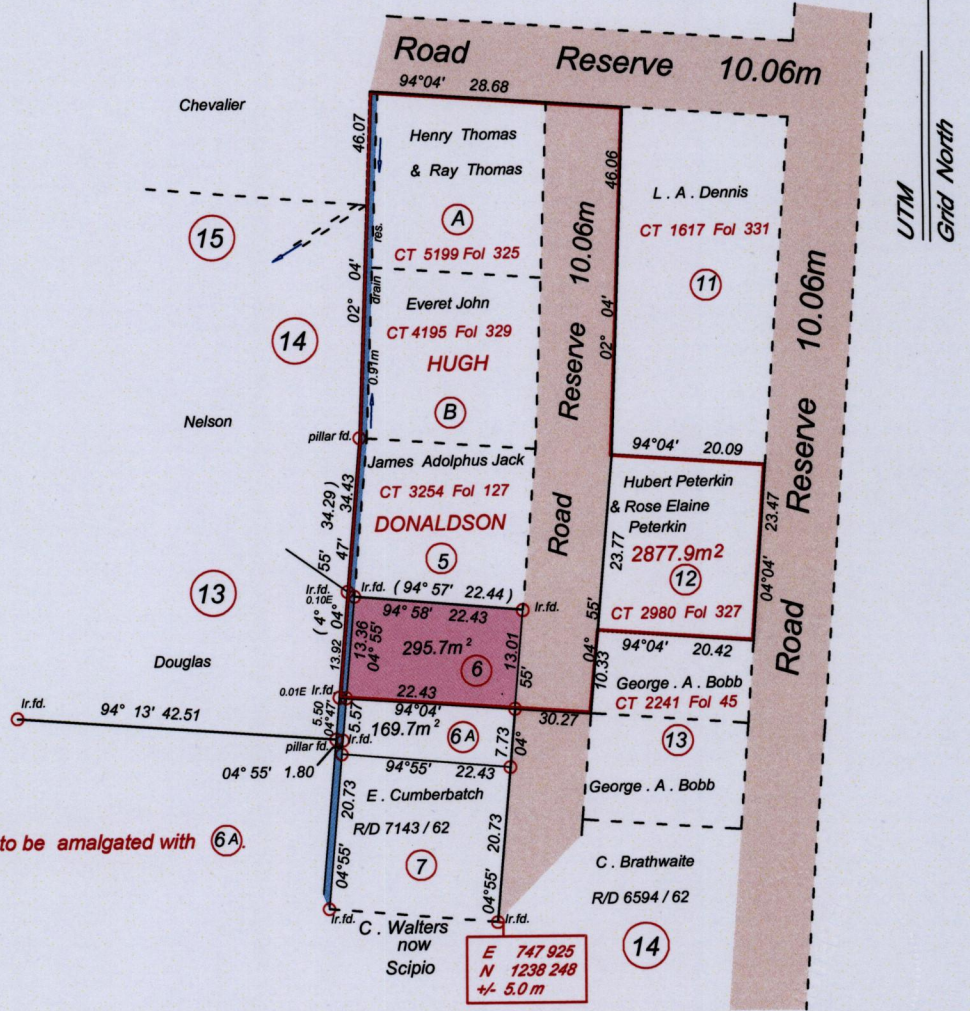 Road Reserve 10.06m
94°04' 28.68
Chevalier
46.07
Henry Thomas
& Ray Thomas
A
CT 5199 Fol 325
46.06
L . A . Dennis
CT 1617 Fol 331
11
UTM
Grid North
15
res.
drain
0.91m
02° 04'
14
Everet John
CT 4195 Fol 329
HUGH
B
Road Reserve 10.06m
02° 04'
Road Reserve 10.06m
Nelson
pillar fd.
James Adolphus Jack
CT 3254 Fol 127
DONALDSON
5
94°04' 20.09
Hubert Peterkin
& Rose Elaine
Peterkin
2877.9m²
12
CT 2980 Fol 327
23.77
23.47
04°04'
34.29 )
34.43
55'
47'
13
Ir.fd.
0.10E
Ir.fd. ( 94° 57' 22.44 )
Ir.fd.
94° 58' 22.43
( 4°
04°
13.92
13.36
04° 55'
295.7m²
6
13.01
55'
04°
55'
04°
10.33
94°04' 20.42
George . A . Bobb
CT 2241 Fol 45
13
Douglas
0.01E Ir.fd.
22.43
94°04'
30.27
94° 13' 42.51
Ir.fd.
5.50
04°47'
5.57
169.7m²
6A
7.73
pillar fd.
Ir.fd.
04° 55' 1.80
94°55' 22.43
George . A . Bobb
E . Cumberbatch
R/D 7143 / 62
7
20.73
04°55'
20.73
04°55'
to be amalgated with 6A.
C . Brathwaite
R/D 6594 / 62
14
Ir.fd.
C . Walters
now
Scipio
Ir.fd.
E 747 925
N 1238 248
+/- 5.0 m